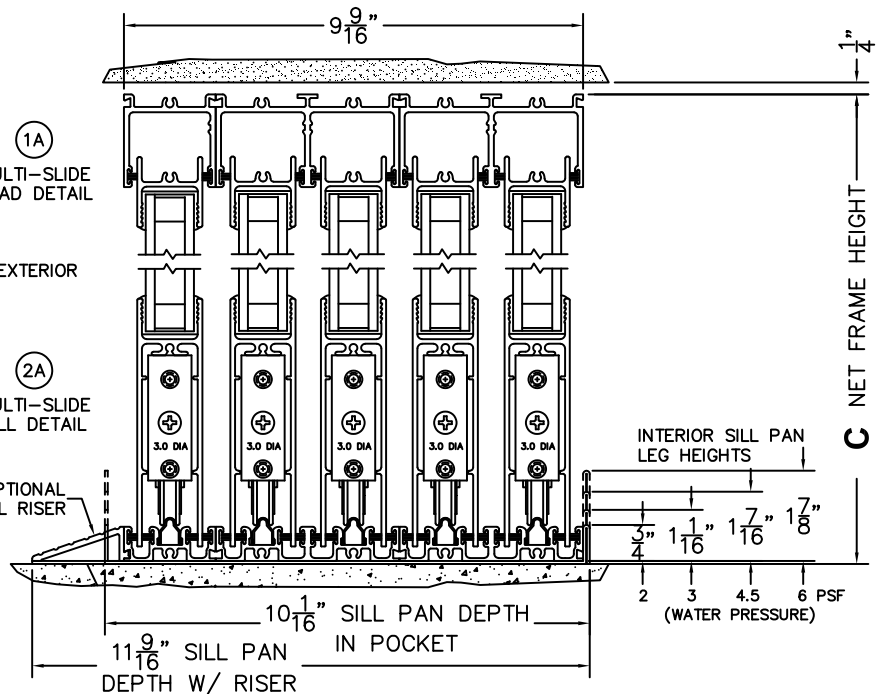 9 9/16"
1/4"
1A
ULTI-SLIDE
AD DETAIL
EXTERIOR
C NET FRAME HEIGHT
2A
ULTI-SLIDE
LL DETAIL
3.0 DIA 3.0 DIA 3.0 DIA 3.0 DIA 3.0 DIA
INTERIOR SILL PAN
LEG HEIGHTS
PTIONAL
L RISER
3/4" 1 1/16" 1 7/16" 1 7/8"
2 3 4.5 6 PSF
(WATER PRESSURE)
10 1/16" SILL PAN DEPTH
IN POCKET
11 9/16" SILL PAN
DEPTH W/ RISER